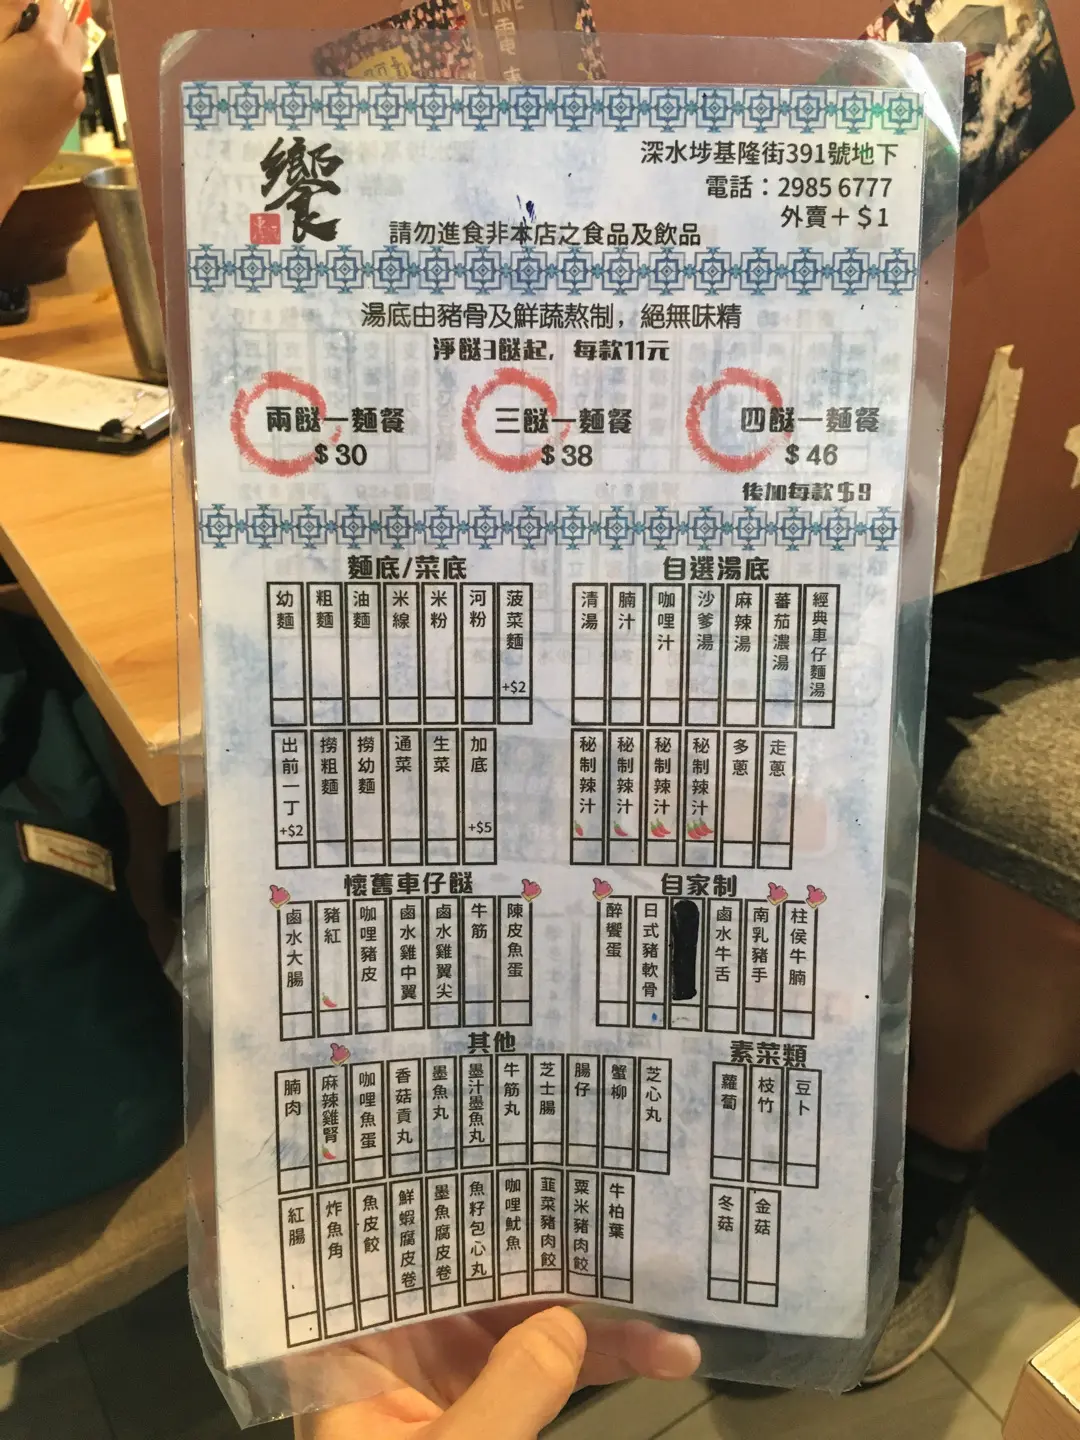 LANE
電車
饗
深水埗基隆街391號地下
電話：2985 6777
外賣＋＄1
請勿進食非本店之食品及飲品
湯底由豬骨及鮮蔬熬制，絕無味精
淨餸3餸起，每款11元
兩餸一麵餐
三餸一麵餐
四餸一麵餐
$30
$38
$46
後加每款$9
麵底/菜底
幼麵
粗麵
油麵
米線
米粉
河粉
菠菜麵 +$2
出前一丁 +$2
撈粗麵
撈幼麵
通菜
生菜
加底 +$5
自選湯底
清湯
腩汁
咖哩汁
沙爹湯
麻辣湯
蕃茄濃湯
經典車仔麵湯
秘制辣汁
秘制辣汁
秘制辣汁
秘制辣汁
多蔥
走蔥
懷舊車仔餸
鹵水大腸
豬紅
咖哩豬皮
鹵水雞中翼
鹵水雞翼尖
牛筋
陳皮魚蛋
自家制
醉饗蛋
日式豬軟骨
鹵水牛舌
南乳豬手
柱侯牛腩
其他
腩肉
麻辣雞腎
咖哩魚蛋
香菇貢丸
墨魚丸
墨汁墨魚丸
牛筋丸
芝士腸
腸仔
蟹柳
芝心丸
紅腸
炸魚角
魚皮餃
鮮蝦腐皮卷
墨魚腐皮卷
魚籽包心丸
咖哩魷魚
韮菜豬肉餃
粟米豬肉餃
牛柏葉
素菜類
蘿蔔
枝竹
豆卜
冬菇
金菇